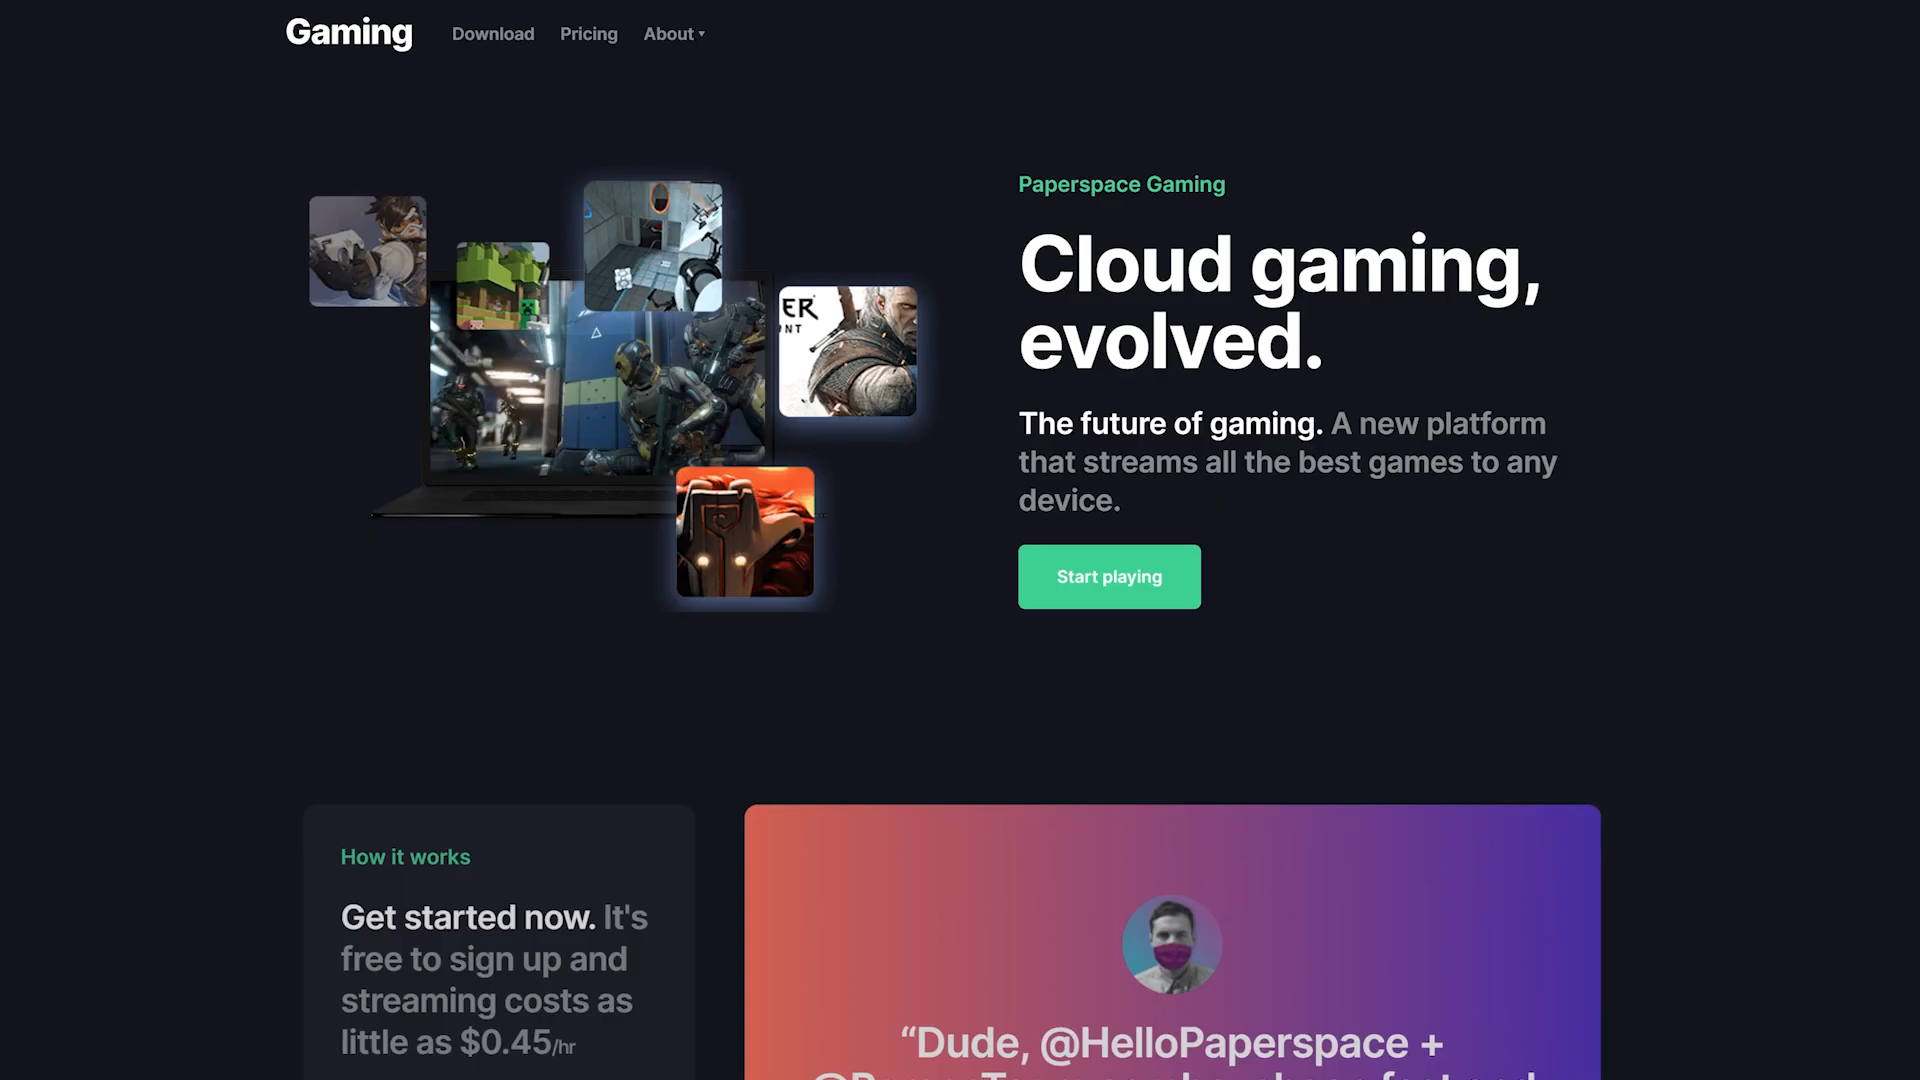 Gaming
Download
Pricing
About
Paperspace Gaming
Cloud gaming,
evolved.
The future of gaming. A new platform
that streams all the best games to any
device.
Start playing
ER
NT
How it works
Get started now. It's
free to sign up and
streaming costs as
little as $0.45/hr
“Dude, @HelloPaperspace +